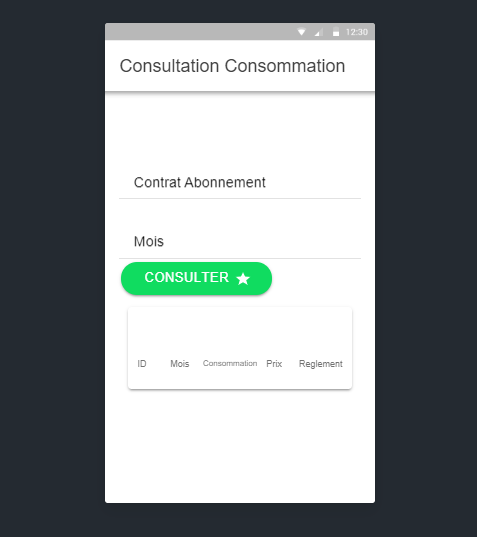 12:30
Consultation Consommation
Contrat Abonnement
Mois
CONSULTER
ID Mois Consommation Prix Reglement